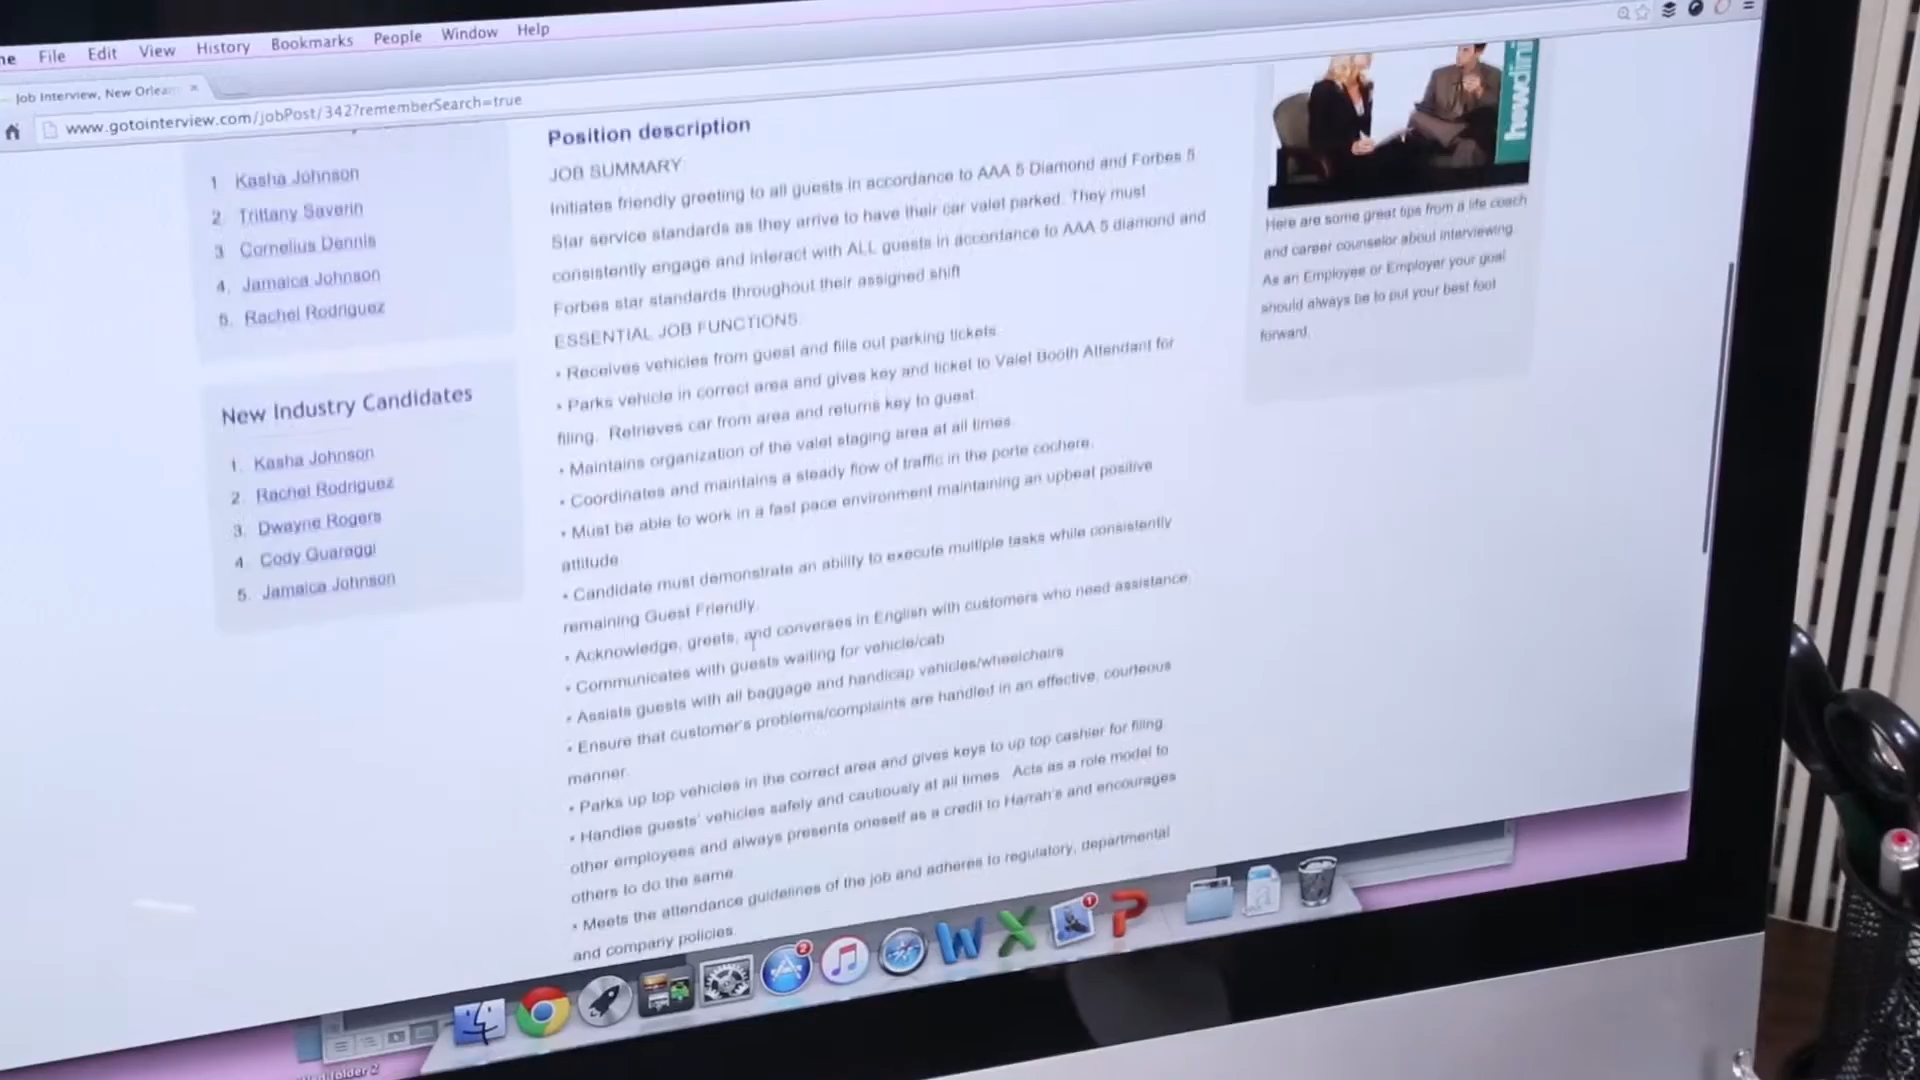 File Edit View History Bookmarks People Window Help
Job Interview, New Orlea
www.gotointerview.com/jobPost/342?rememberSearch=true
1 Kasha Johnson
2. Trittany Saverin
3 Cornelius Dennis
4. Jamaica Johnson
5. Rachel Rodriguez
New Industry Candidates
1. Kasha Johnson
2. Rachel Rodriguez
3. Dwayne Rogers
4. Cody Guaraggi
5. Jamaica Johnson
Position description
JOB SUMMARY
Initiates friendly greeting to all guests in accordance to AAA 5 Diamond and Forbes 5
Star service standards as they arrive to have their car valet parked. They must
consistently engage and interact with ALL guests in accordance to AAA 5 diamond and
Forbes star standards throughout their assigned shift
ESSENTIAL JOB FUNCTIONS:
• Receives vehicles from guest and fills out parking tickets.
• Parks vehicle in correct area and gives key and ticket to Valet Booth Attendant for
filing. Retrieves car from area and returns key to guest.
• Maintains organization of the valet staging area at all times.
• Coordinates and maintains a steady flow of traffic in the porte cochere.
• Must be able to work in a fast pace environment maintaining an upbeat positive
attitude
• Candidate must demonstrate an ability to execute multiple tasks while consistently
remaining Guest Friendly.
• Acknowledge, greets, and converses in English with customers who need assistance.
• Communicates with guests waiting for vehicle/cab
• Assists guests with all baggage and handicap vehicles/wheelchairs
• Ensure that customer's problems/complaints are handled in an effective, courteous
manner.
• Parks up top vehicles in the correct area and gives keys to up top cashier for filing.
• Handles guests' vehicles safely and cautiously at all times. Acts as a role model to
other employees and always presents oneself as a credit to Harrah's and encourages
others to do the same.
• Meets the attendance guidelines of the job and adheres to regulatory, departmental
and company policies.
Here are some great tips from a life coach
and career counselor about interviewing.
As an Employee or Employer your goal
should always be to put your best foot
forward.
2
1
folder 2